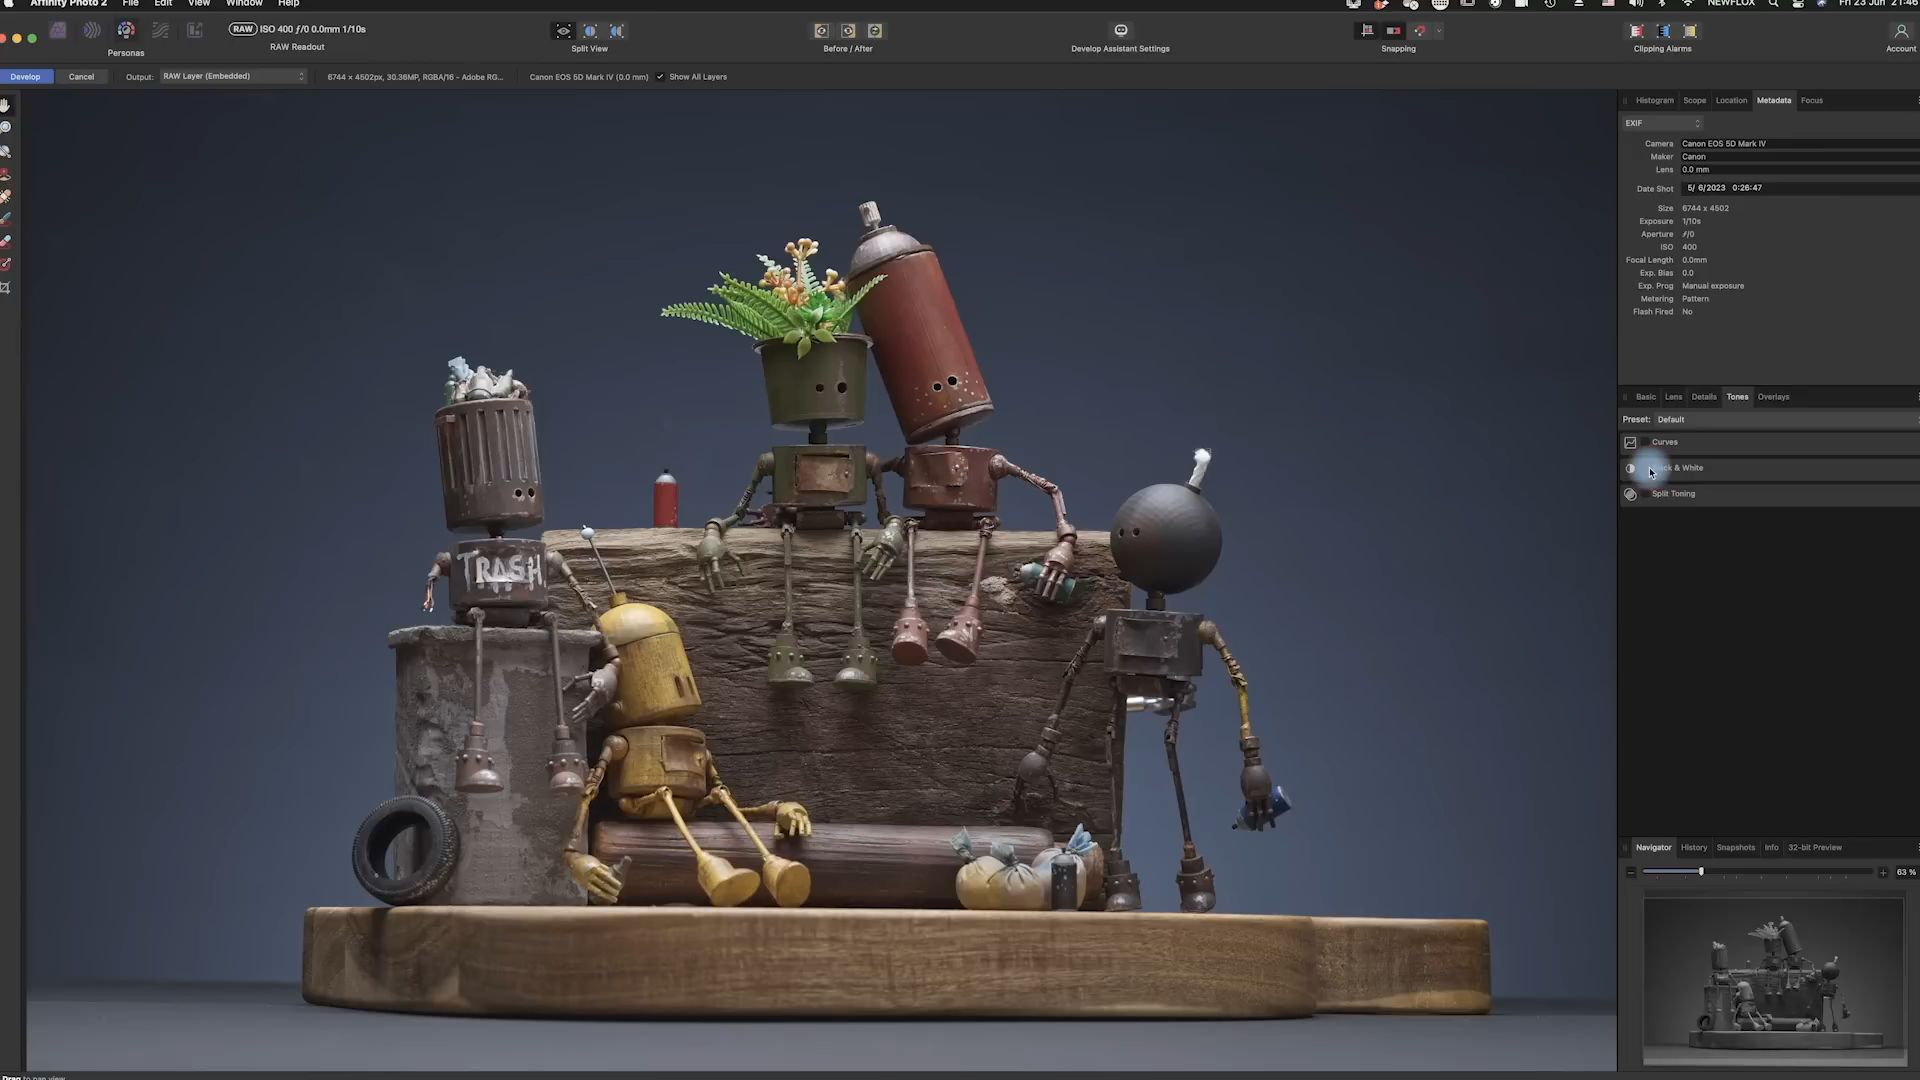 Affinity Photo 2 File Edit View Window Help NEWFLOX Fri 23 Jun 21:46
RAW ISO 400 ƒ/0 0.0mm 1/10s
RAW Readout
Personas
Split View
Before / After
Develop Assistant Settings
Snapping
Clipping Alarms
Account
Develop Cancel Output: RAW Layer (Embedded) 6744 x 4502px, 30.36MP, RGBA/16 - Adobe RG... Canon EOS 5D Mark IV (0.0 mm) Show All Layers
Histogram Scope Location Metadata Focus
EXIF
Camera Canon EOS 5D Mark IV
Maker Canon
Lens 0.0 mm
Date Shot 5/ 6/2023 0:26:47
Size 6744 x 4502
Exposure 1/10s
Aperture ƒ/0
ISO 400
Focal Length 0.0mm
Exp. Bias 0.0
Exp. Prog Manual exposure
Metering Pattern
Flash Fired No
Basic Lens Details Tones Overlays
Preset: Default
Curves
& White
Split Toning
TRASH
Navigator History Snapshots Info 32-bit Preview
63 %
Drag to pan view